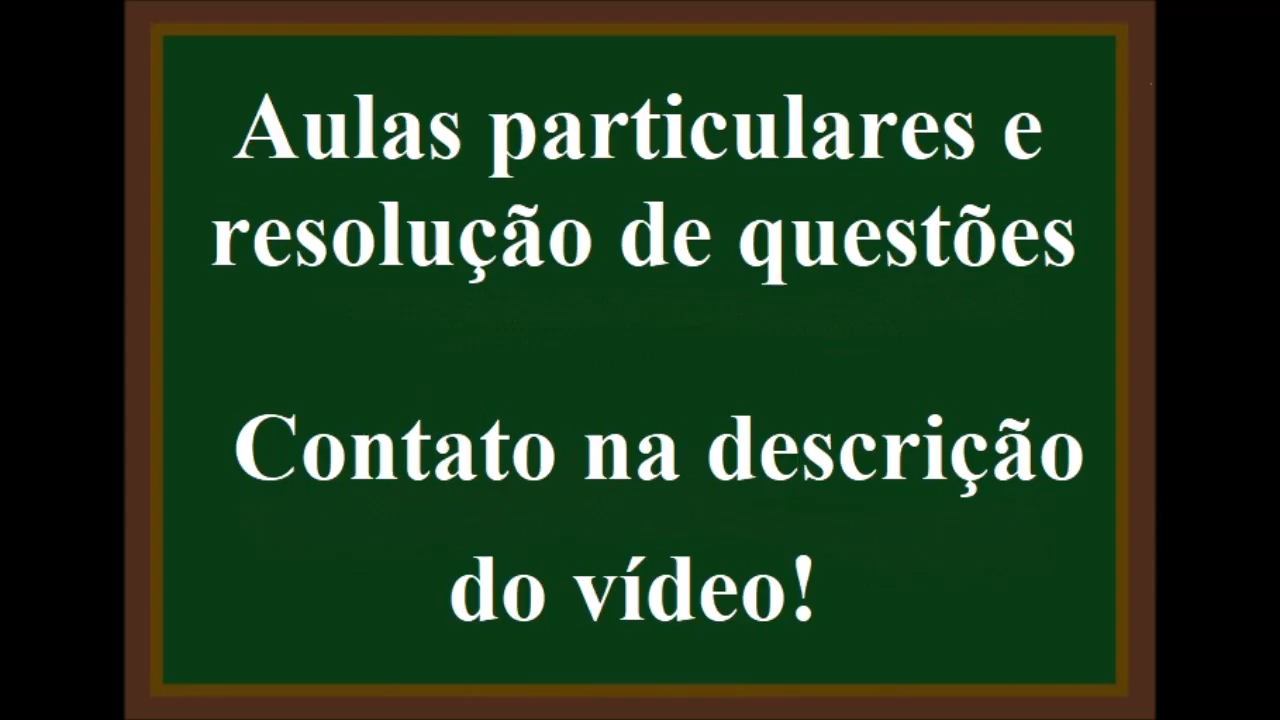 Aulas particulares e
resolução de questões
Contato na descrição
do vídeo!